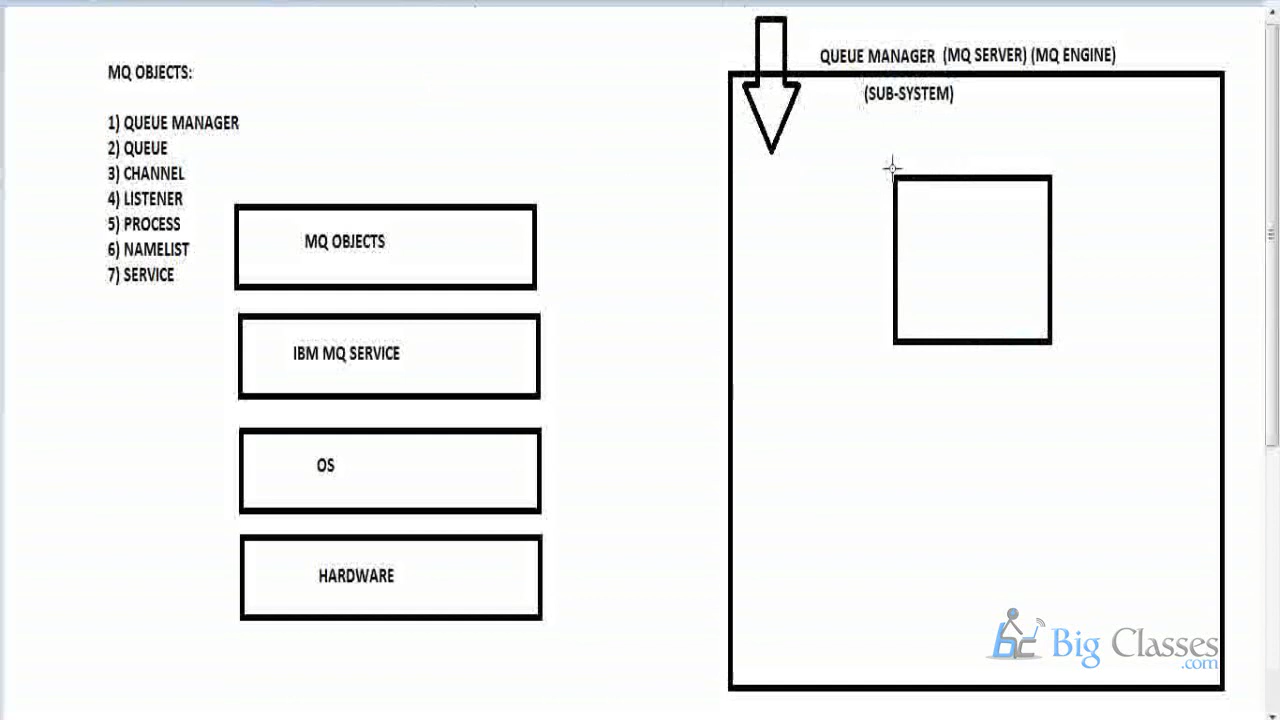 MQ OBJECTS:
1) QUEUE MANAGER
2) QUEUE
3) CHANNEL
4) LISTENER
5) PROCESS
6) NAMELIST
7) SERVICE
MQ OBJECTS
IBM MQ SERVICE
OS
HARDWARE
QUEUE MANAGER (MQ SERVER) (MQ ENGINE)
(SUB-SYSTEM)
bc Big Classes
.com